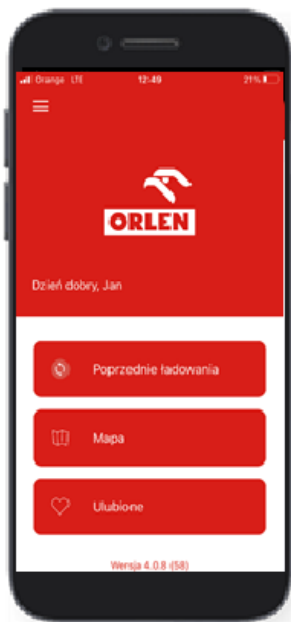 Orange LTE 12:49 21%
ORLEN
Dzień dobry, Jan
Poprzednie ładowania
Mapa
Ulubione
Wersja 4.0.8 (58)